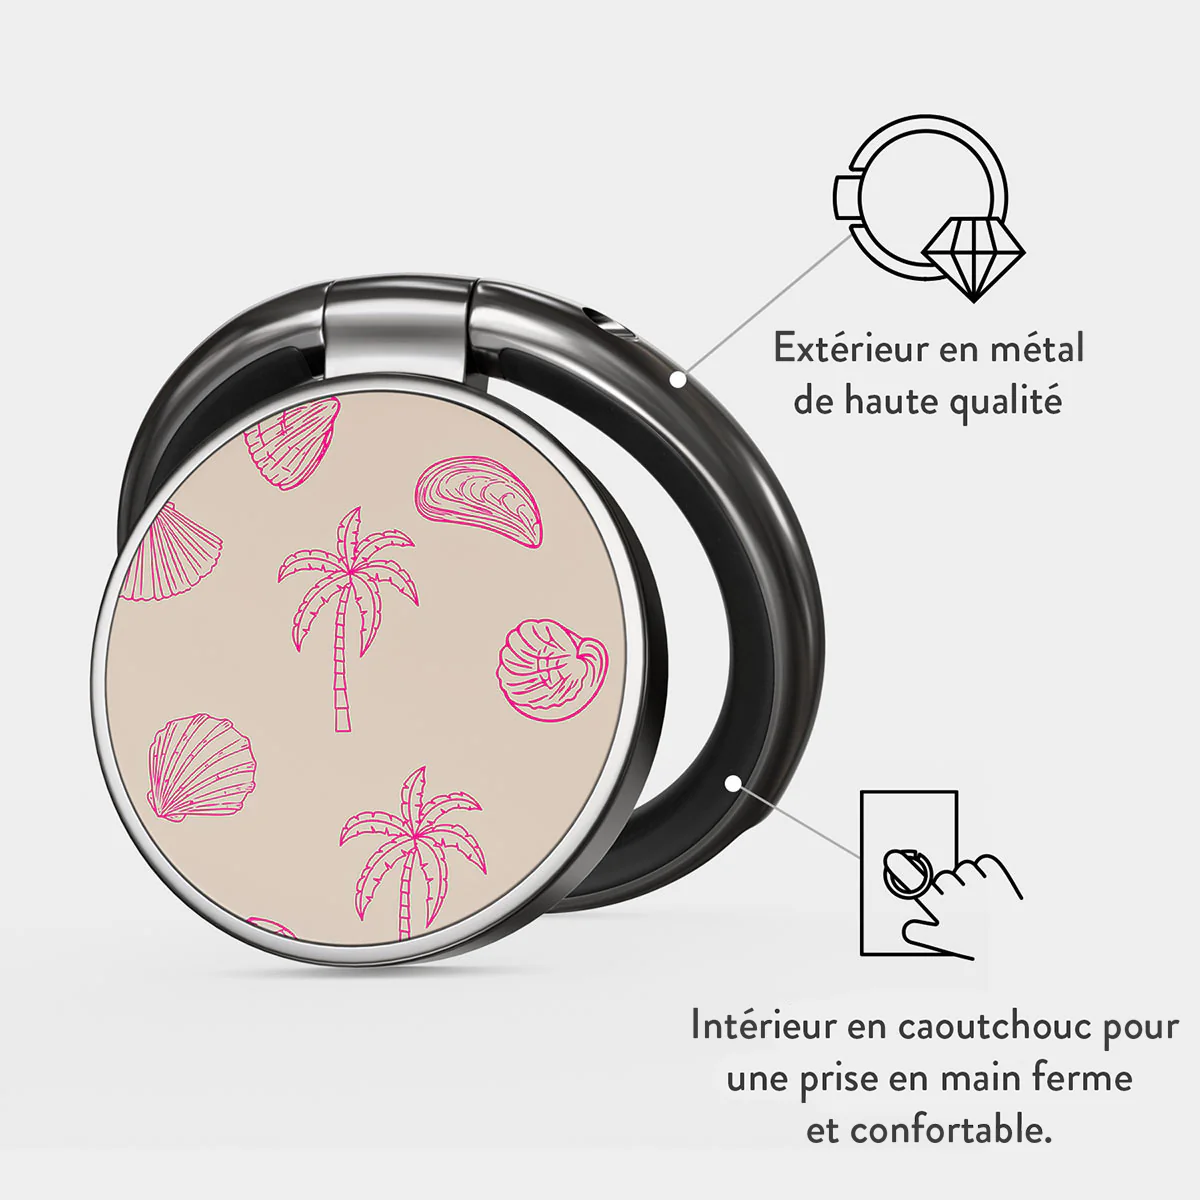 Extérieur en métal
de haute qualité
Intérieur en caoutchouc pour
une prise en main ferme
et confortable.